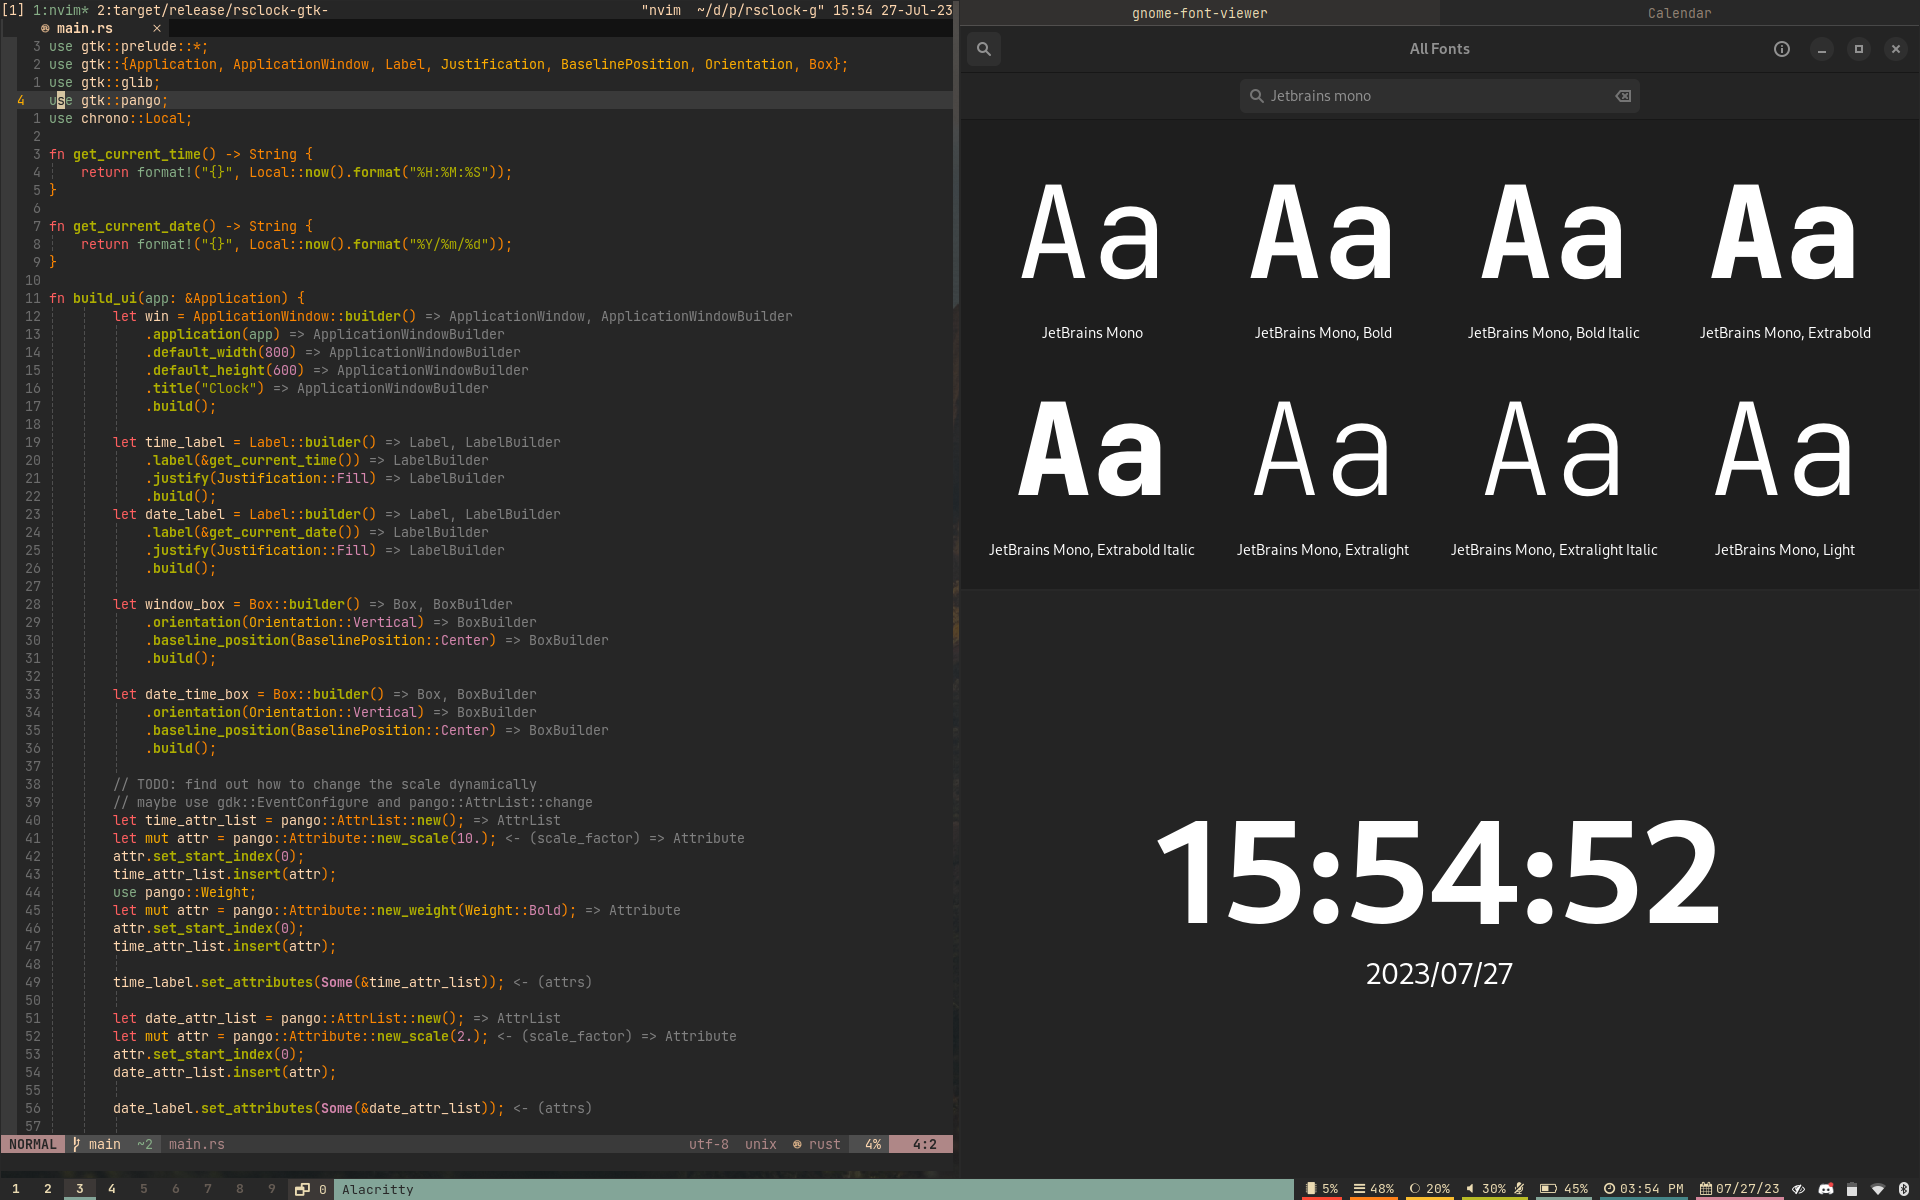 [1] 1:nvim* 2:target/release/rsclock-gtk- "nvim ~/d/p/rsclock-g" 15:54 27-Jul-23
main.rs ×
3 use gtk::prelude::*;
2 use gtk::{Application, ApplicationWindow, Label, Justification, BaselinePosition, Orientation, Box};
1 use gtk::glib;
4 use gtk::pango;
1 use chrono::Local;
2
3 fn get_current_time() -> String {
4 return format!("{}", Local::now().format("%H:%M:%S"));
5 }
6
7 fn get_current_date() -> String {
8 return format!("{}", Local::now().format("%Y/%m/%d"));
9 }
10
11 fn build_ui(app: &Application) {
12 let win = ApplicationWindow::builder() => ApplicationWindow, ApplicationWindowBuilder
13 .application(app) => ApplicationWindowBuilder
14 .default_width(800) => ApplicationWindowBuilder
15 .default_height(600) => ApplicationWindowBuilder
16 .title("Clock") => ApplicationWindowBuilder
17 .build();
18
19 let time_label = Label::builder() => Label, LabelBuilder
20 .label(&get_current_time()) => LabelBuilder
21 .justify(Justification::Fill) => LabelBuilder
22 .build();
23 let date_label = Label::builder() => Label, LabelBuilder
24 .label(&get_current_date()) => LabelBuilder
25 .justify(Justification::Fill) => LabelBuilder
26 .build();
27
28 let window_box = Box::builder() => Box, BoxBuilder
29 .orientation(Orientation::Vertical) => BoxBuilder
30 .baseline_position(BaselinePosition::Center) => BoxBuilder
31 .build();
32
33 let date_time_box = Box::builder() => Box, BoxBuilder
34 .orientation(Orientation::Vertical) => BoxBuilder
35 .baseline_position(BaselinePosition::Center) => BoxBuilder
36 .build();
37
38 // TODO: find out how to change the scale dynamically
39 // maybe use gdk::EventConfigure and pango::AttrList::change
40 let time_attr_list = pango::AttrList::new(); => AttrList
41 let mut attr = pango::Attribute::new_scale(10.); <- (scale_factor) => Attribute
42 attr.set_start_index(0);
43 time_attr_list.insert(attr);
44 use pango::Weight;
45 let mut attr = pango::Attribute::new_weight(Weight::Bold); => Attribute
46 attr.set_start_index(0);
47 time_attr_list.insert(attr);
48
49 time_label.set_attributes(Some(&time_attr_list)); <- (attrs)
50
51 let date_attr_list = pango::AttrList::new(); => AttrList
52 let mut attr = pango::Attribute::new_scale(2.); <- (scale_factor) => Attribute
53 attr.set_start_index(0);
54 date_attr_list.insert(attr);
55
56 date_label.set_attributes(Some(&date_attr_list)); <- (attrs)
57
NORMAL main ~2 main.rs utf-8 unix rust 4% 4:2
gnome-font-viewer Calendar
All Fonts
Jetbrains mono
Aa Aa Aa Aa
JetBrains Mono JetBrains Mono, Bold JetBrains Mono, Bold Italic JetBrains Mono, Extrabold
Aa Aa Aa Aa
JetBrains Mono, Extrabold Italic JetBrains Mono, Extralight JetBrains Mono, Extralight Italic JetBrains Mono, Light
15:54:52
2023/07/27
1 2 3 4 5 6 7 8 9 0 Alacritty 5% 48% 20% 30% 45% 03:54 PM 07/27/23